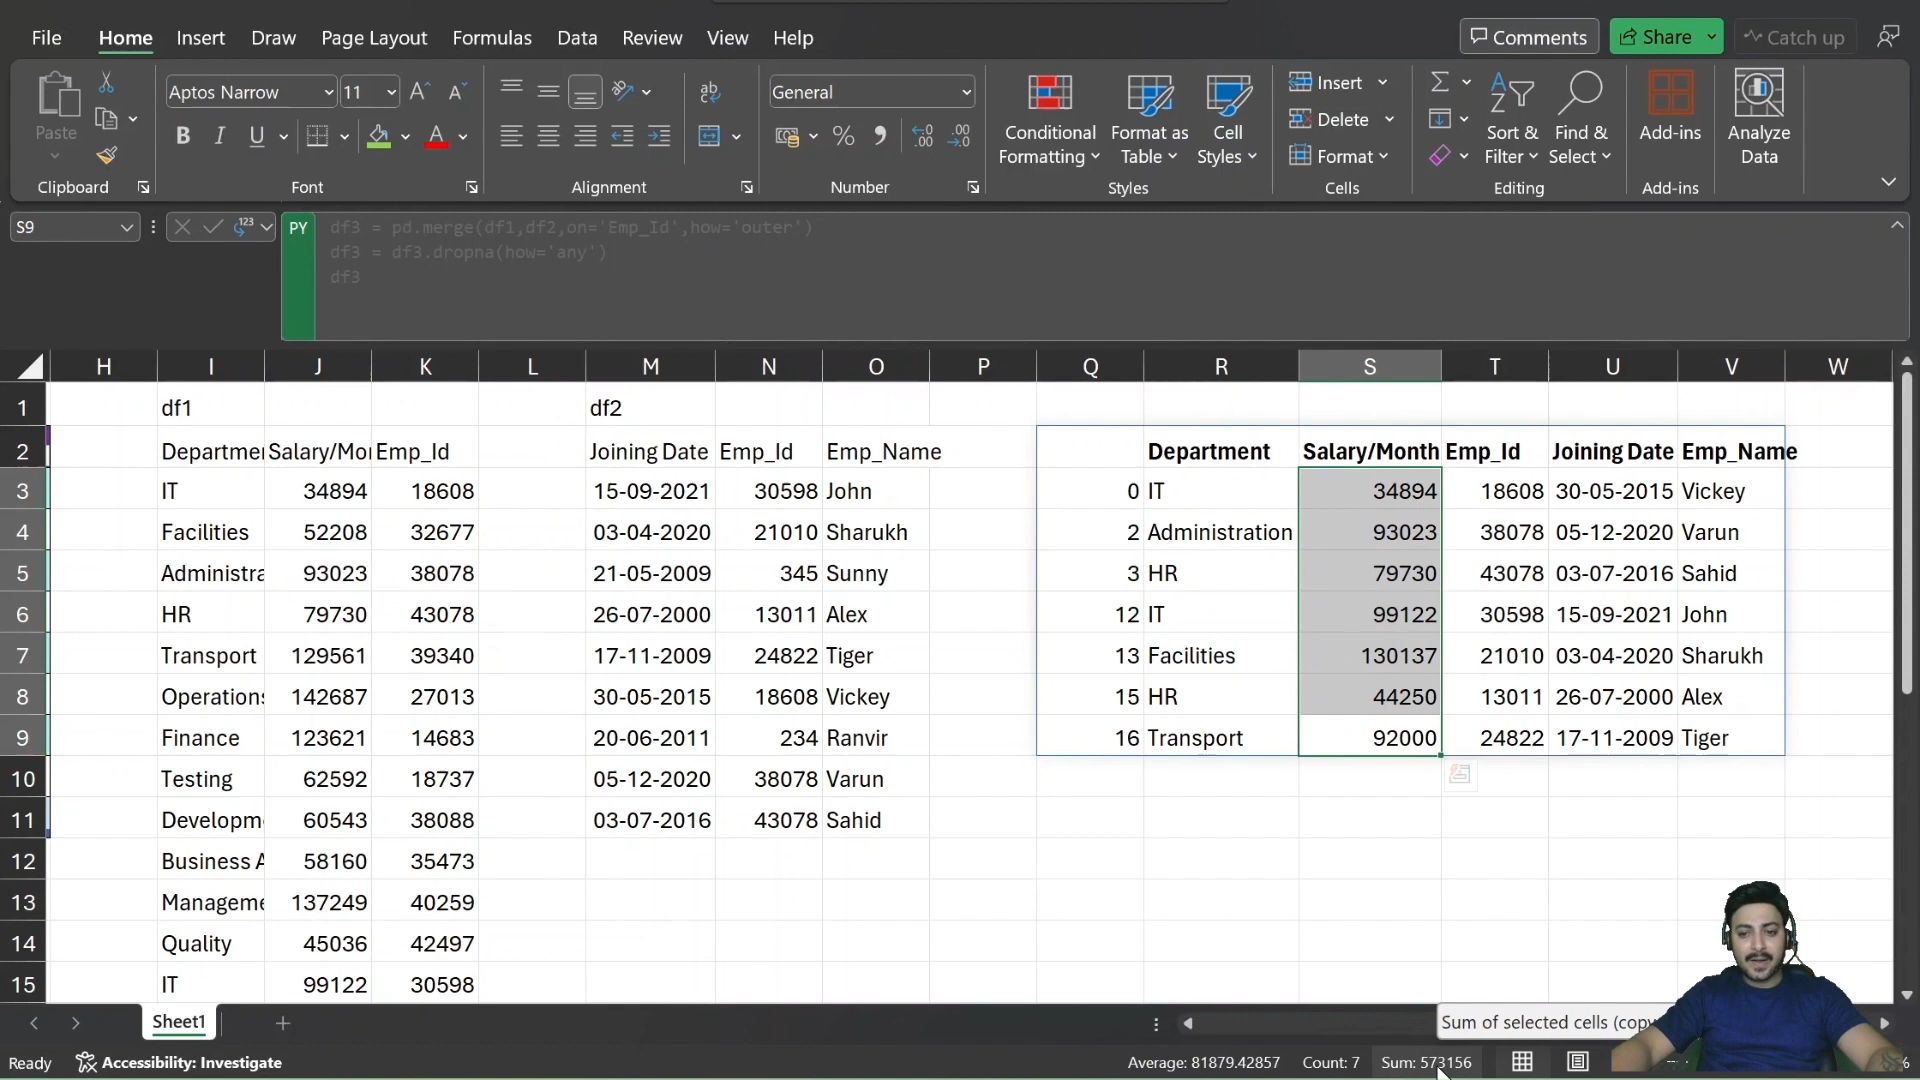 File Home Insert Draw Page Layout Formulas Data Review View Help Comments Share Catch up
Aptos Narrow 11 General
Paste
Conditional Formatting
Format as Table
Cell Styles
Insert
Delete
Format
Sort & Filter
Find & Select
Add-ins
Analyze Data
Clipboard Font Alignment Number Styles Cells Editing Add-ins
S9 PY df3 = pd.merge(df1,df2,on='Emp_Id',how='outer')
df3 = df3.dropna(how='any')
df3
H I J K L M N O P Q R S T U V W
1 df1 df2
2 Departmer Salary/Mor Emp_Id Joining Date Emp_Id Emp_Name Department Salary/Month Emp_Id Joining Date Emp_Name
3 IT 34894 18608 15-09-2021 30598 John 0 IT 34894 18608 30-05-2015 Vickey
4 Facilities 52208 32677 03-04-2020 21010 Sharukh 2 Administration 93023 38078 05-12-2020 Varun
5 Administra 93023 38078 21-05-2009 345 Sunny 3 HR 79730 43078 03-07-2016 Sahid
6 HR 79730 43078 26-07-2000 13011 Alex 12 IT 99122 30598 15-09-2021 John
7 Transport 129561 39340 17-11-2009 24822 Tiger 13 Facilities 130137 21010 03-04-2020 Sharukh
8 Operations 142687 27013 30-05-2015 18608 Vickey 15 HR 44250 13011 26-07-2000 Alex
9 Finance 123621 14683 20-06-2011 234 Ranvir 16 Transport 92000 24822 17-11-2009 Tiger
10 Testing 62592 18737 05-12-2020 38078 Varun
11 Developm 60543 38088 03-07-2016 43078 Sahid
12 Business A 58160 35473
13 Manageme 137249 40259
14 Quality 45036 42497
15 IT 99122 30598
Sheet1 Sum of selected cells (copy
Ready Accessibility: Investigate Average: 81879.42857 Count: 7 Sum: 573156